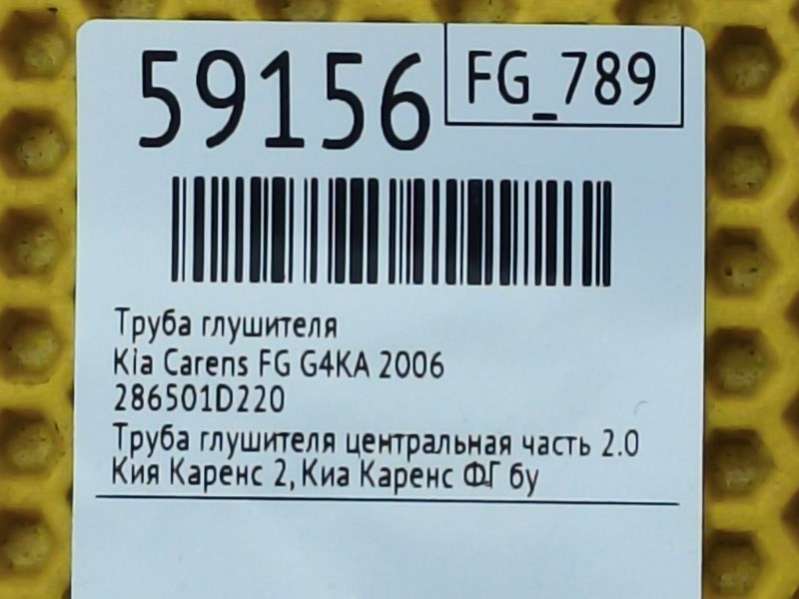 59156
FG_789
Труба глушителя
Kia Carens FG G4KA 2006
286501D220
Труба глушителя центральная часть 2.0
Кия Каренс 2, Киа Каренс ФГ бу